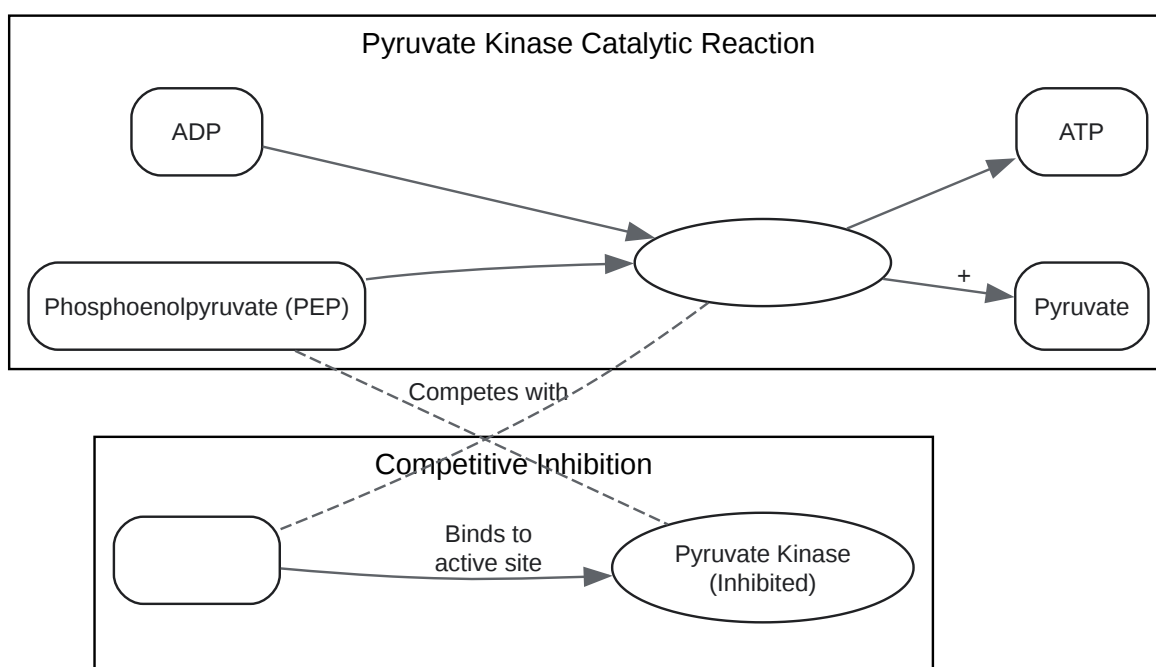 Pyruvate Kinase Catalytic Reaction
ADP
ATP
Phosphoenolpyruvate (PEP)
+
Pyruvate
Competes with
Competitive Inhibition
Binds to
active site
Pyruvate Kinase
(Inhibited)